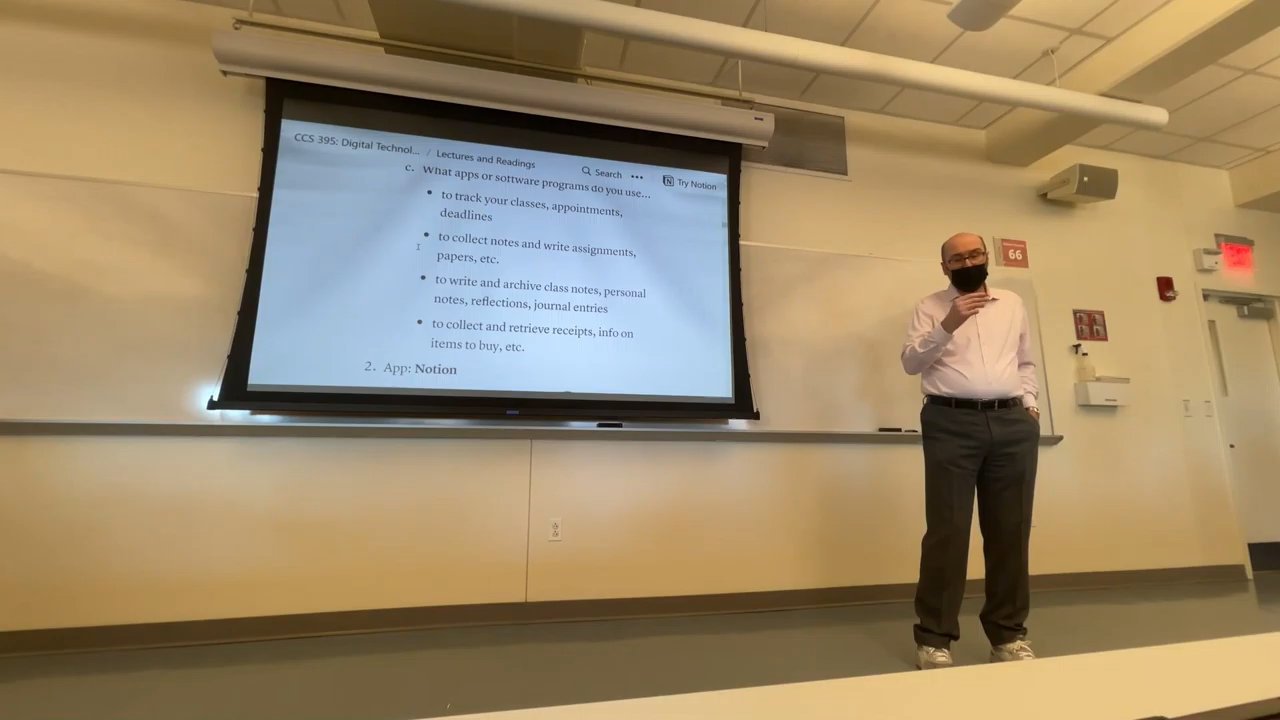 CCS 395: Digital Technol... / Lectures and Readings
Search ••• Try Notion
c. What apps or software programs do you use...
• to track your classes, appointments,
deadlines
• to collect notes and write assignments,
papers, etc.
• to write and archive class notes, personal
notes, reflections, journal entries
• to collect and retrieve receipts, info on
items to buy, etc.
2. App: Notion
66